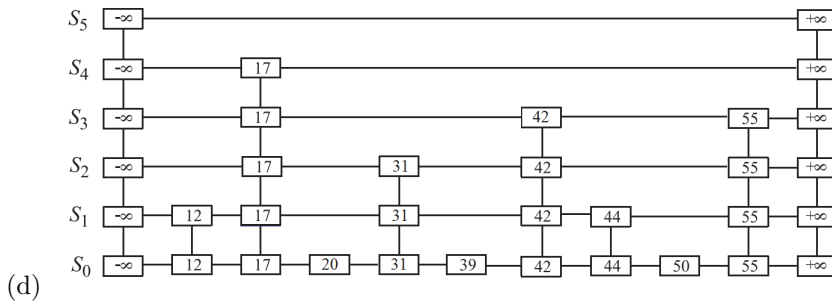 S5 -∞ +∞
S4 -∞ 17 +∞
S3 -∞ 17 42 55 +∞
S2 -∞ 17 31 42 55 +∞
S1 -∞ 12 17 31 42 44 55 +∞
S0 -∞ 12 17 20 31 39 42 44 50 55 +∞
(d)